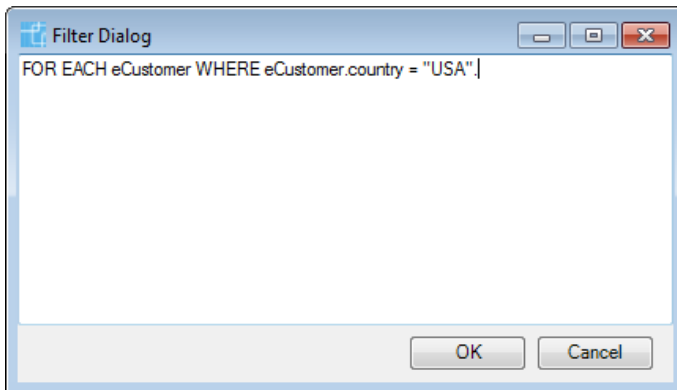 Filter Dialog
FOR EACH eCustomer WHERE eCustomer.country = "USA".
OK
Cancel